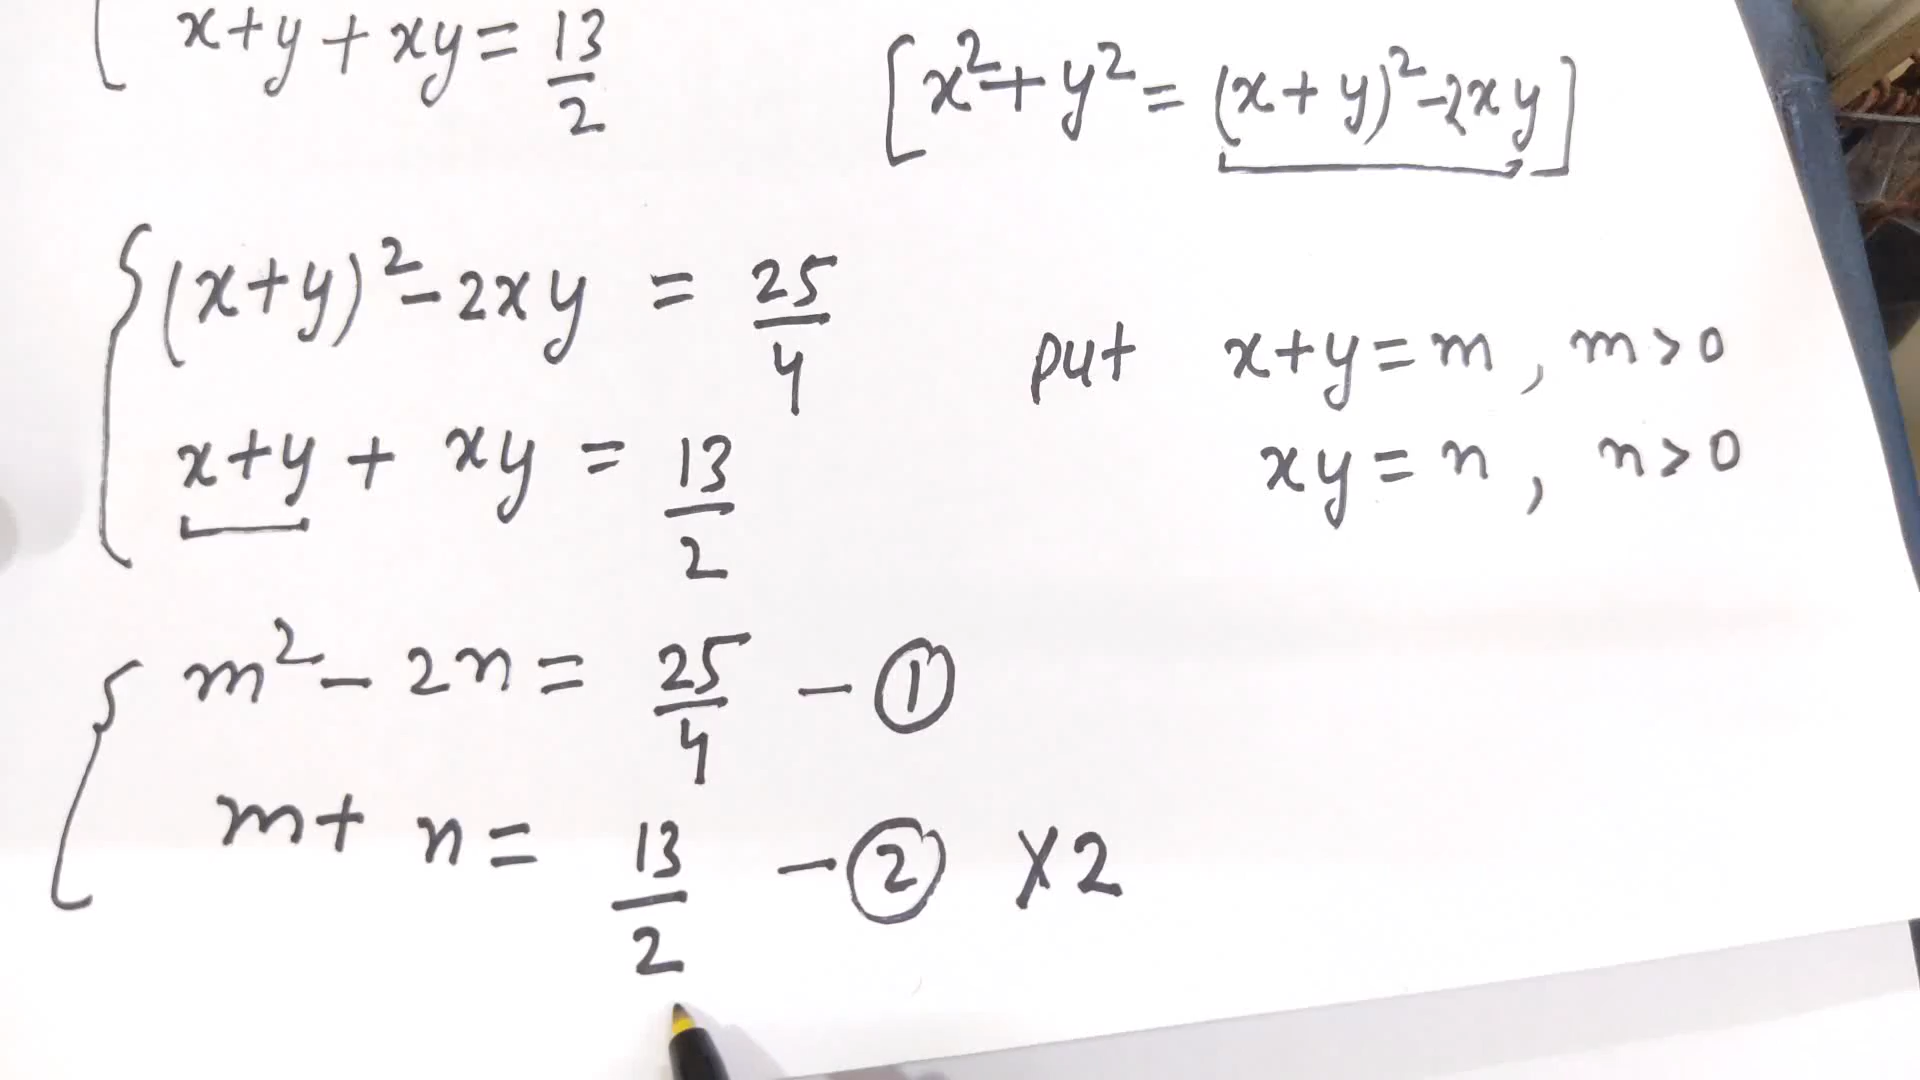 x+y+xy=13/2
[x²+y²=(x+y)²-2xy]
(x+y)²-2xy=25/4
x+y+xy=13/2
put x+y=m, m>0
xy=n, n>0
m²-2n=25/4 -①
m+n=13/2 -② ×2